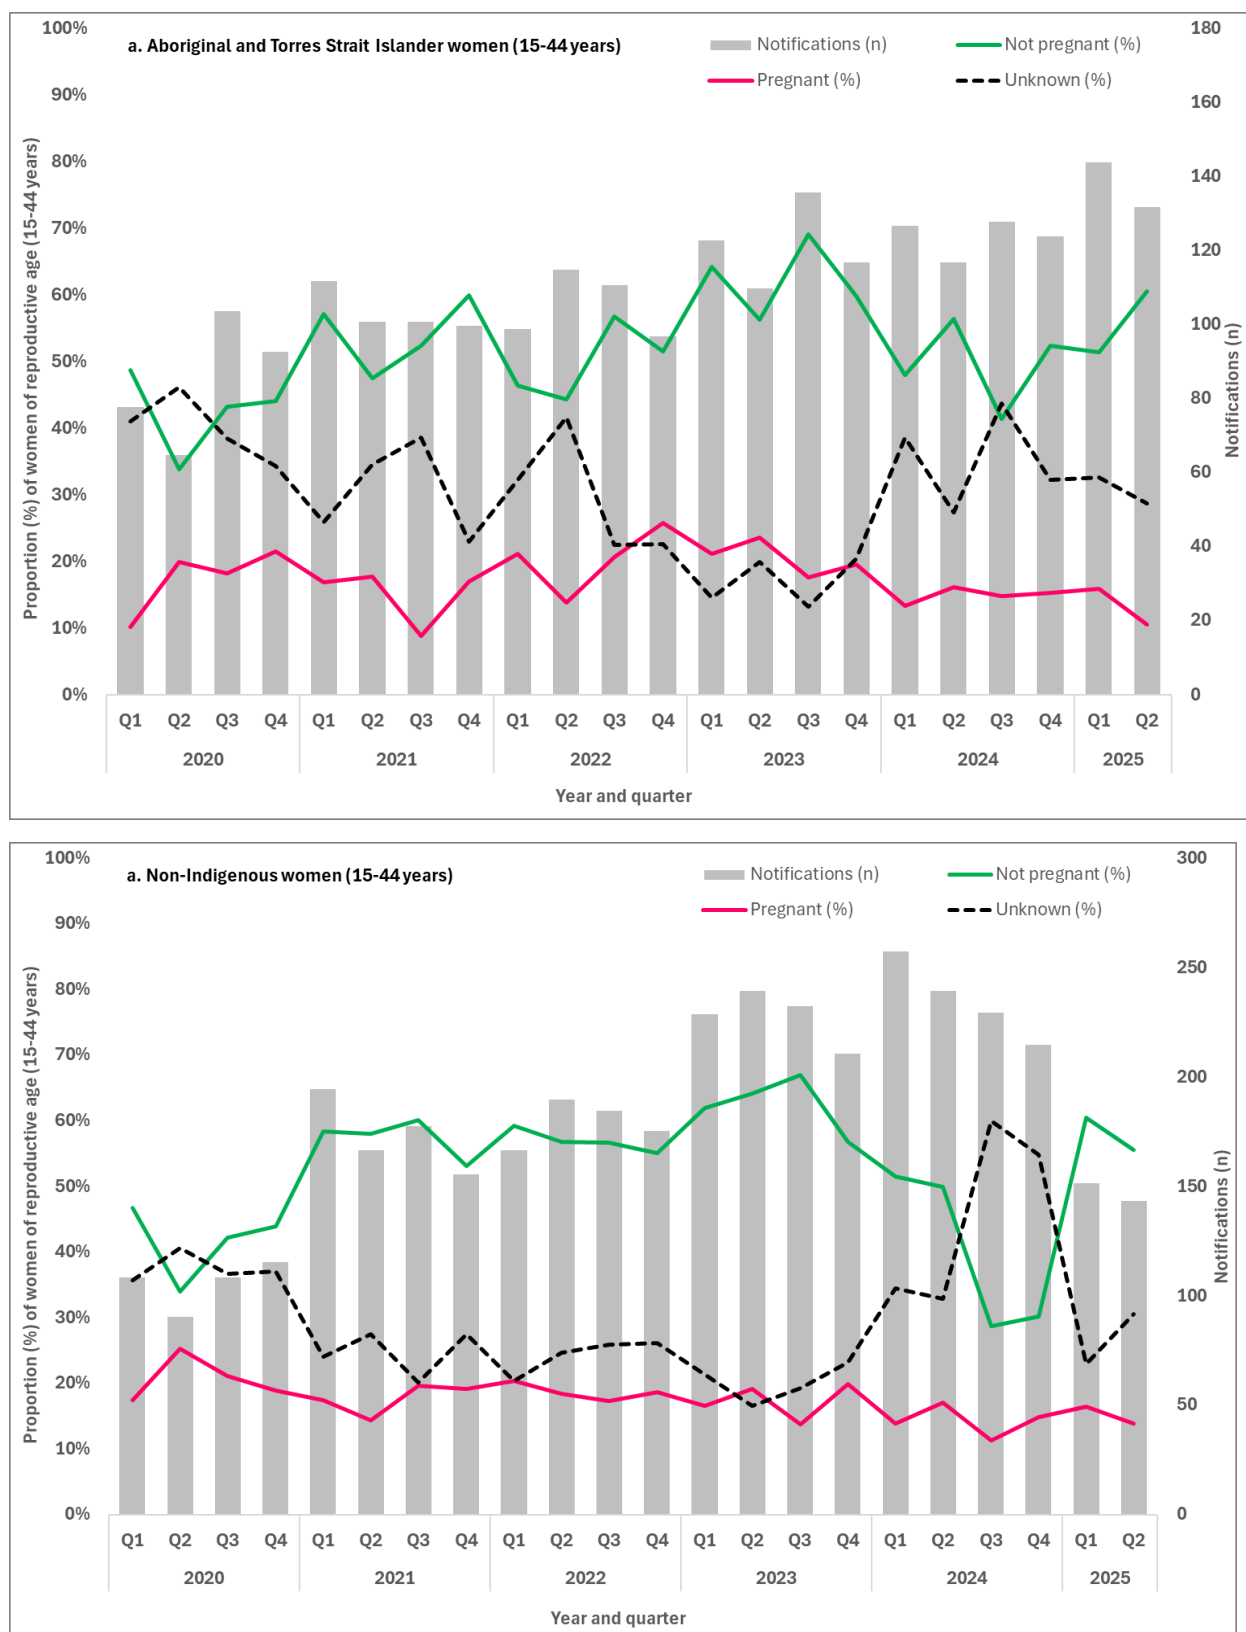 a. Aboriginal and Torres Strait Islander women (15-44 years)
Notifications (n)
Not pregnant (%)
Pregnant (%)
Unknown (%)
Proportion (%) of women of reproductive age (15-44 years)
100%
90%
80%
70%
60%
50%
40%
30%
20%
10%
0%
180
160
140
120
100
80
60
40
20
0
Notifications (n)
Q1 Q2 Q3 Q4 Q1 Q2 Q3 Q4 Q1 Q2 Q3 Q4 Q1 Q2 Q3 Q4 Q1 Q2 Q3 Q4 Q1 Q2
2020 2021 2022 2023 2024 2025
Year and quarter
a. Non-Indigenous women (15-44 years)
Notifications (n)
Not pregnant (%)
Pregnant (%)
Unknown (%)
Proportion (%) of women of reproductive age (15-44 years)
100%
90%
80%
70%
60%
50%
40%
30%
20%
10%
0%
300
250
200
150
100
50
0
Notifications (n)
Q1 Q2 Q3 Q4 Q1 Q2 Q3 Q4 Q1 Q2 Q3 Q4 Q1 Q2 Q3 Q4 Q1 Q2 Q3 Q4 Q1 Q2
2020 2021 2022 2023 2024 2025
Year and quarter